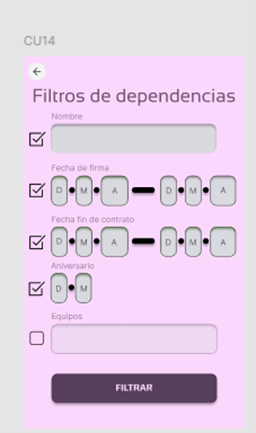 CU14
Filtros de dependencias
Nombre
Fecha de firma
D M A D M A
Fecha fin de contrato
D M A D M A
Aniversario
D M
Equipos
FILTRAR